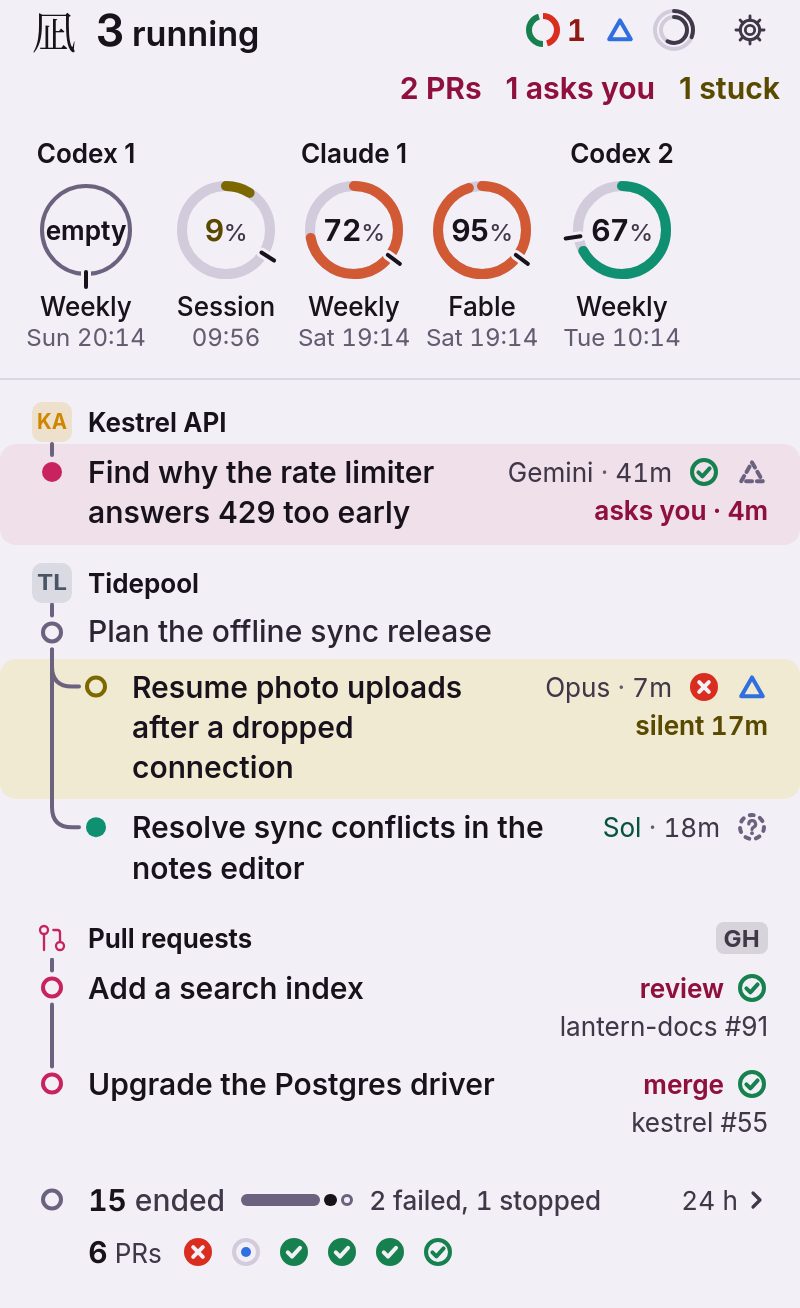 凪 3 running 1
2 PRs 1 asks you 1 stuck
Codex 1 Claude 1 Codex 2
empty 9% 72% 95% 67%
Weekly Session Weekly Fable Weekly
Sun 20:14 09:56 Sat 19:14 Sat 19:14 Tue 10:14
KA Kestrel API
Find why the rate limiter Gemini · 41m
answers 429 too early asks you · 4m
TL Tidepool
Plan the offline sync release
Resume photo uploads Opus · 7m
after a dropped silent 17m
connection
Resolve sync conflicts in the Sol · 18m ?
notes editor
Pull requests GH
Add a search index review
lantern-docs #91
Upgrade the Postgres driver merge
kestrel #55
15 ended 2 failed, 1 stopped 24 h
6 PRs